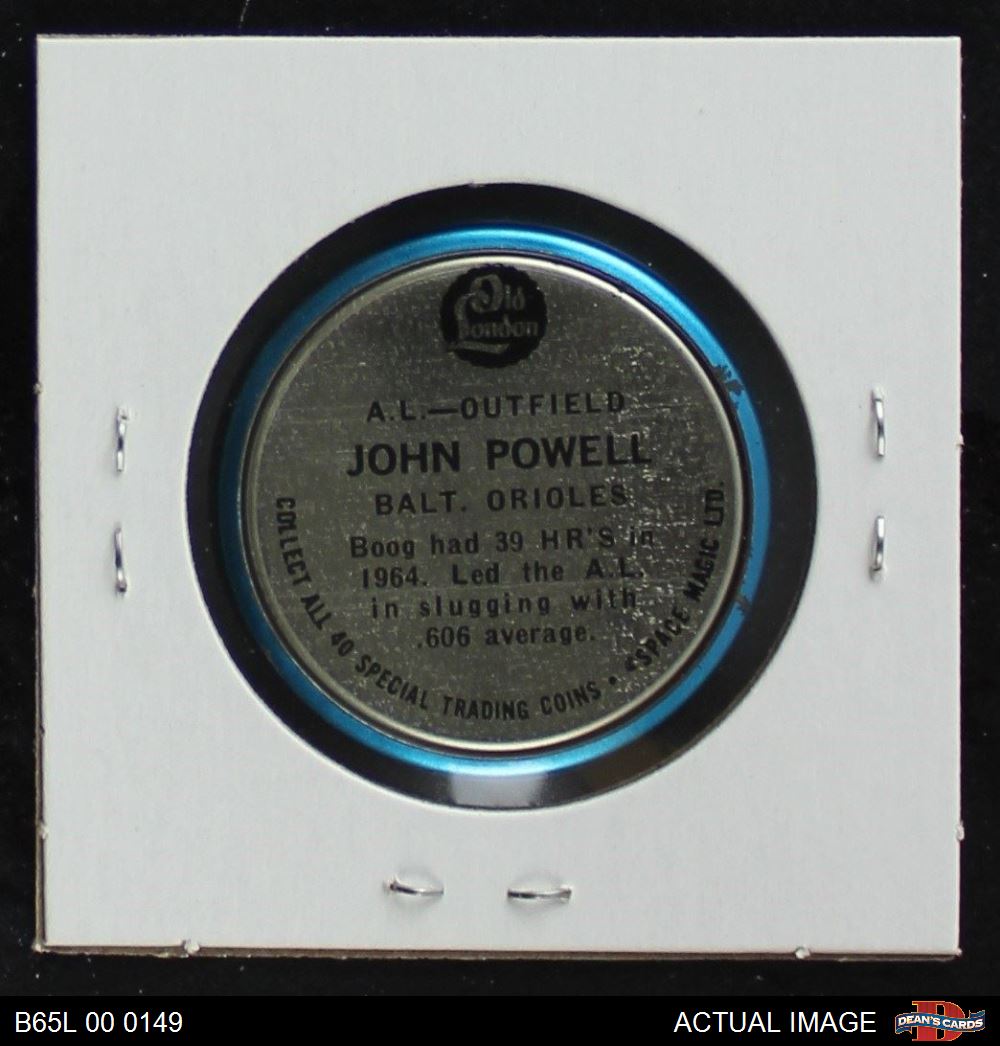 Old
London
A.L.—OUTFIELD
JOHN POWELL
BALT. ORIOLES
Boog had 39 HR'S in
1964. Led the A.L.
in slugging with
.606 average.
COLLECT ALL 40 SPECIAL TRADING COINS • ©SPACE MAGIC LTD.
B65L 00 0149
ACTUAL IMAGE
DEAN'S CARDS